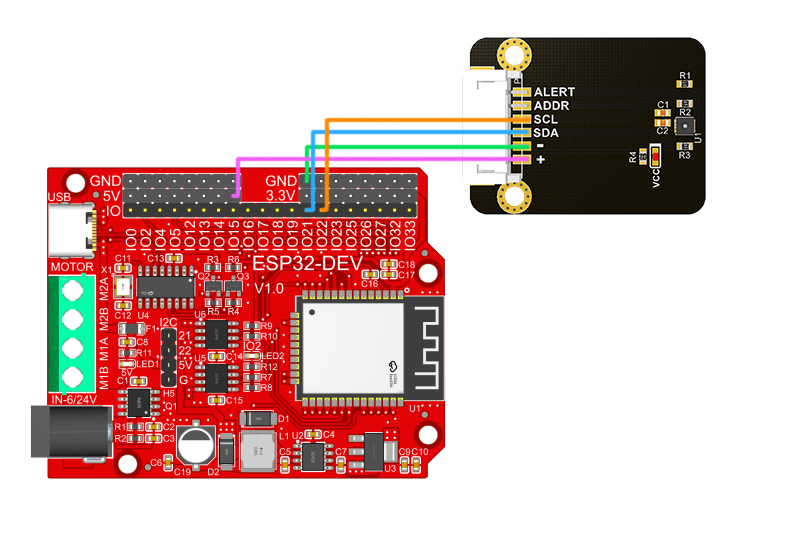 ALERT
ADDR
SCL
SDA
-
+
R1
C1
R2
C2
U1
R3
R4
VCC
GND
5V
IO
GND
3.3V
USB
IO0
IO2
IO4
IO5
IO12
IO13
IO14
IO15
IO16
IO17
IO18
IO19
IO21
IO22
IO23
IO25
IO26
IO27
IO32
IO33
MOTOR
C11
X1
C13
R3 R6
ESP32-DEV
V1.0
Q2
Q3
C18
C17
C16
M2A
M2B
M1A
M1B
C12
U4
R5 R4
F1
I2C
21
22
5V
G
H5
U6
U5
C14
C15
R9
R10
IO2
LED2
R12
R7
R8
C8
R11
LED1
5V
C1
IN-6/24V
Q1
R1
R2
C2
C3
D1
U1
L1
U2
C4
C5
C7
U3
C9
C10
C6
C19
D2